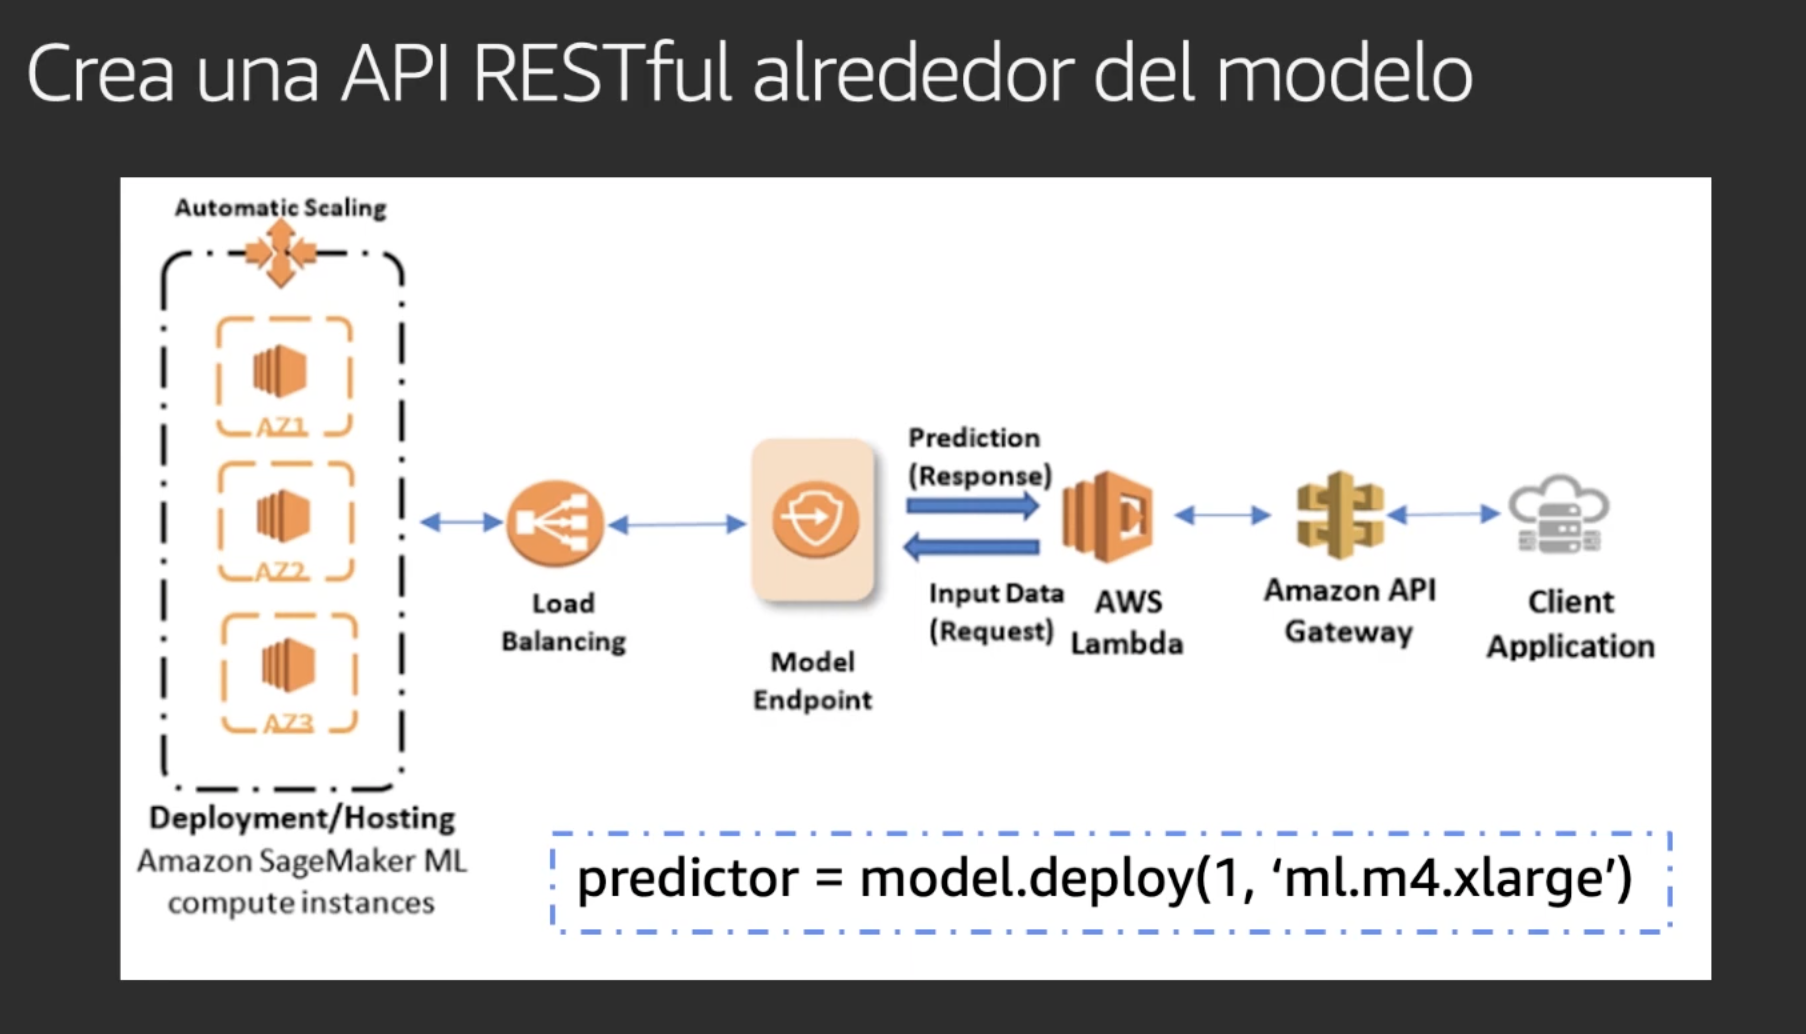 Crea una API RESTful alrededor del modelo
Automatic Scaling
AZ1
AZ2
AZ3
Deployment/Hosting
Amazon SageMaker ML
compute instances
Load
Balancing
Model
Endpoint
Prediction
(Response)
Input Data
(Request)
AWS
Lambda
Amazon API
Gateway
Client
Application
predictor = model.deploy(1, ‘ml.m4.xlarge’)